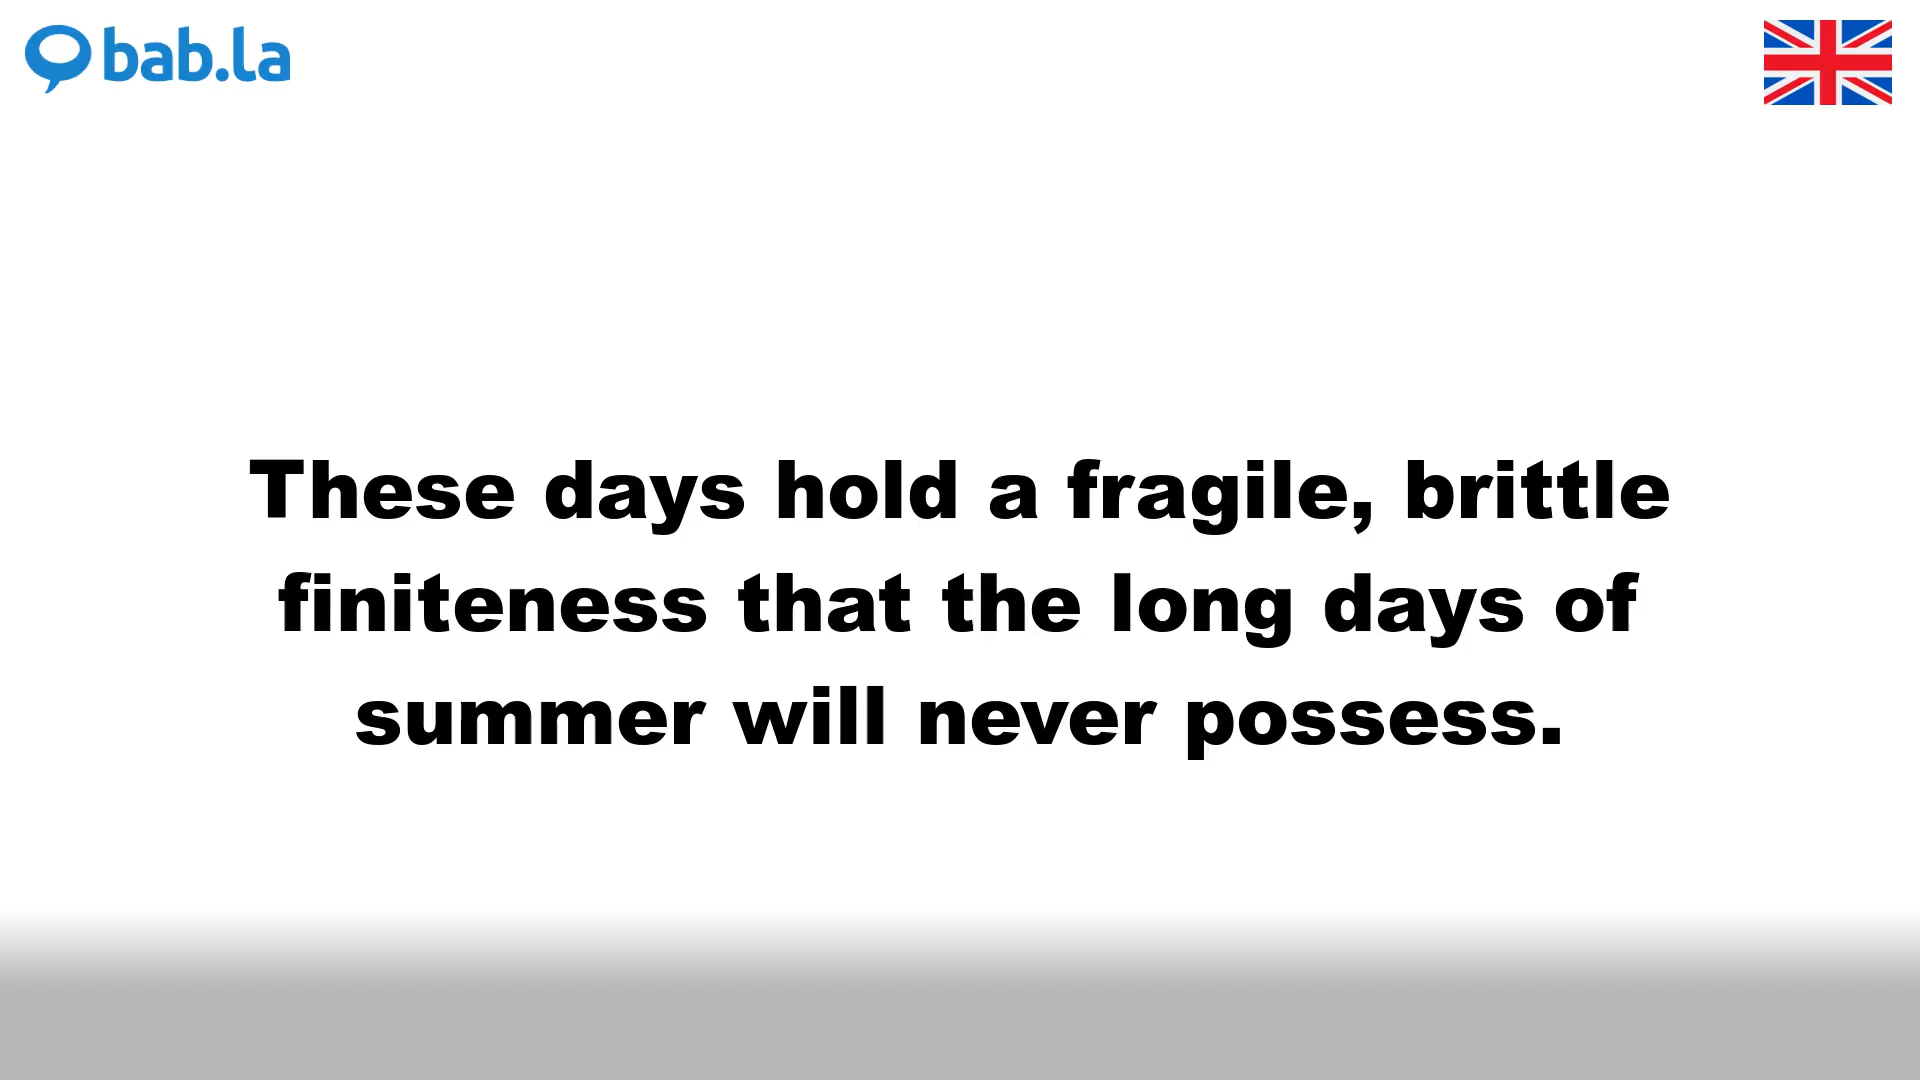 bab.la
These days hold a fragile, brittle
finiteness that the long days of
summer will never possess.